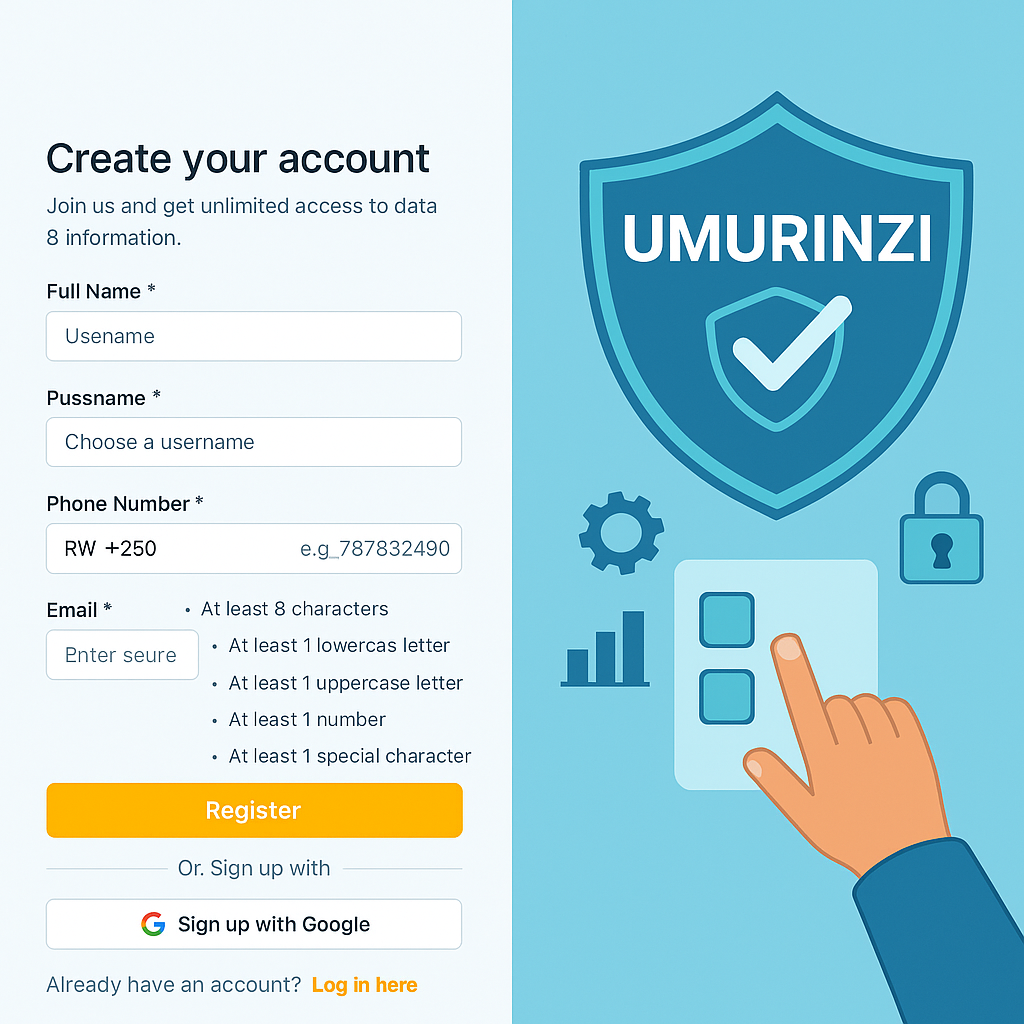 Create your account
Join us and get unlimited access to data
8 information.
Full Name *
Usename
Pussname *
Choose a username
Phone Number *
RW +250 e.g_787832490
Email *
Enter seure
• At least 8 characters
• At least 1 lowercas letter
• At least 1 uppercase letter
• At least 1 number
• At least 1 special character
Register
Or. Sign up with
Sign up with Google
Already have an account? Log in here
UMURINZI